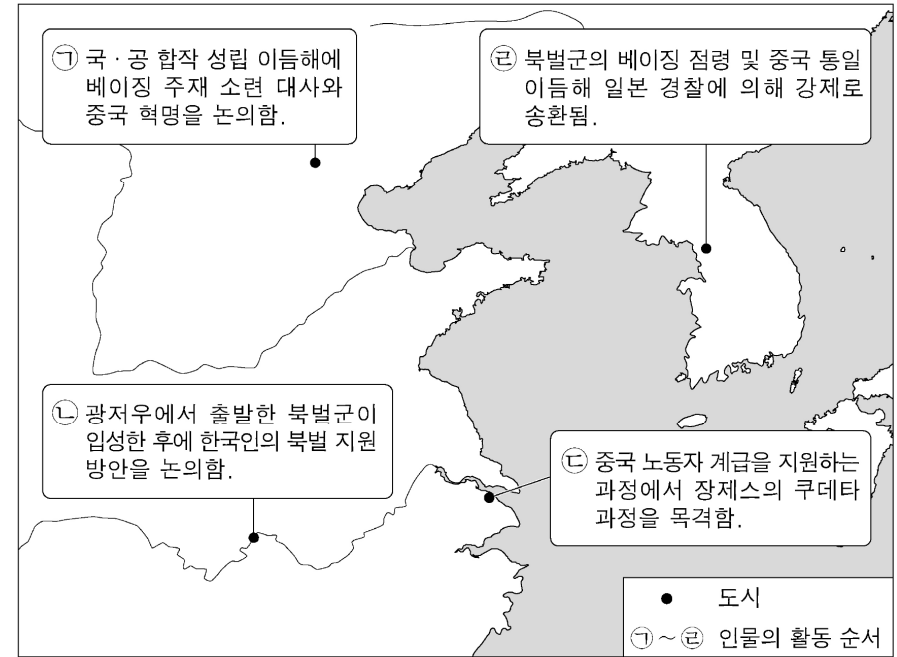 ㉠ 국·공 합작 성립 이듬해에
베이징 주재 소련 대사와
중국 혁명을 논의함.
㉣ 북벌군의 베이징 점령 및 중국 통일
이듬해 일본 경찰에 의해 강제로
송환됨.
㉡ 광저우에서 출발한 북벌군이
입성한 후에 한국인의 북벌 지원
방안을 논의함.
㉢ 중국 노동자 계급을 지원하는
과정에서 장제스의 쿠데타
과정을 목격함.
● 도시
㉠~㉣ 인물의 활동 순서